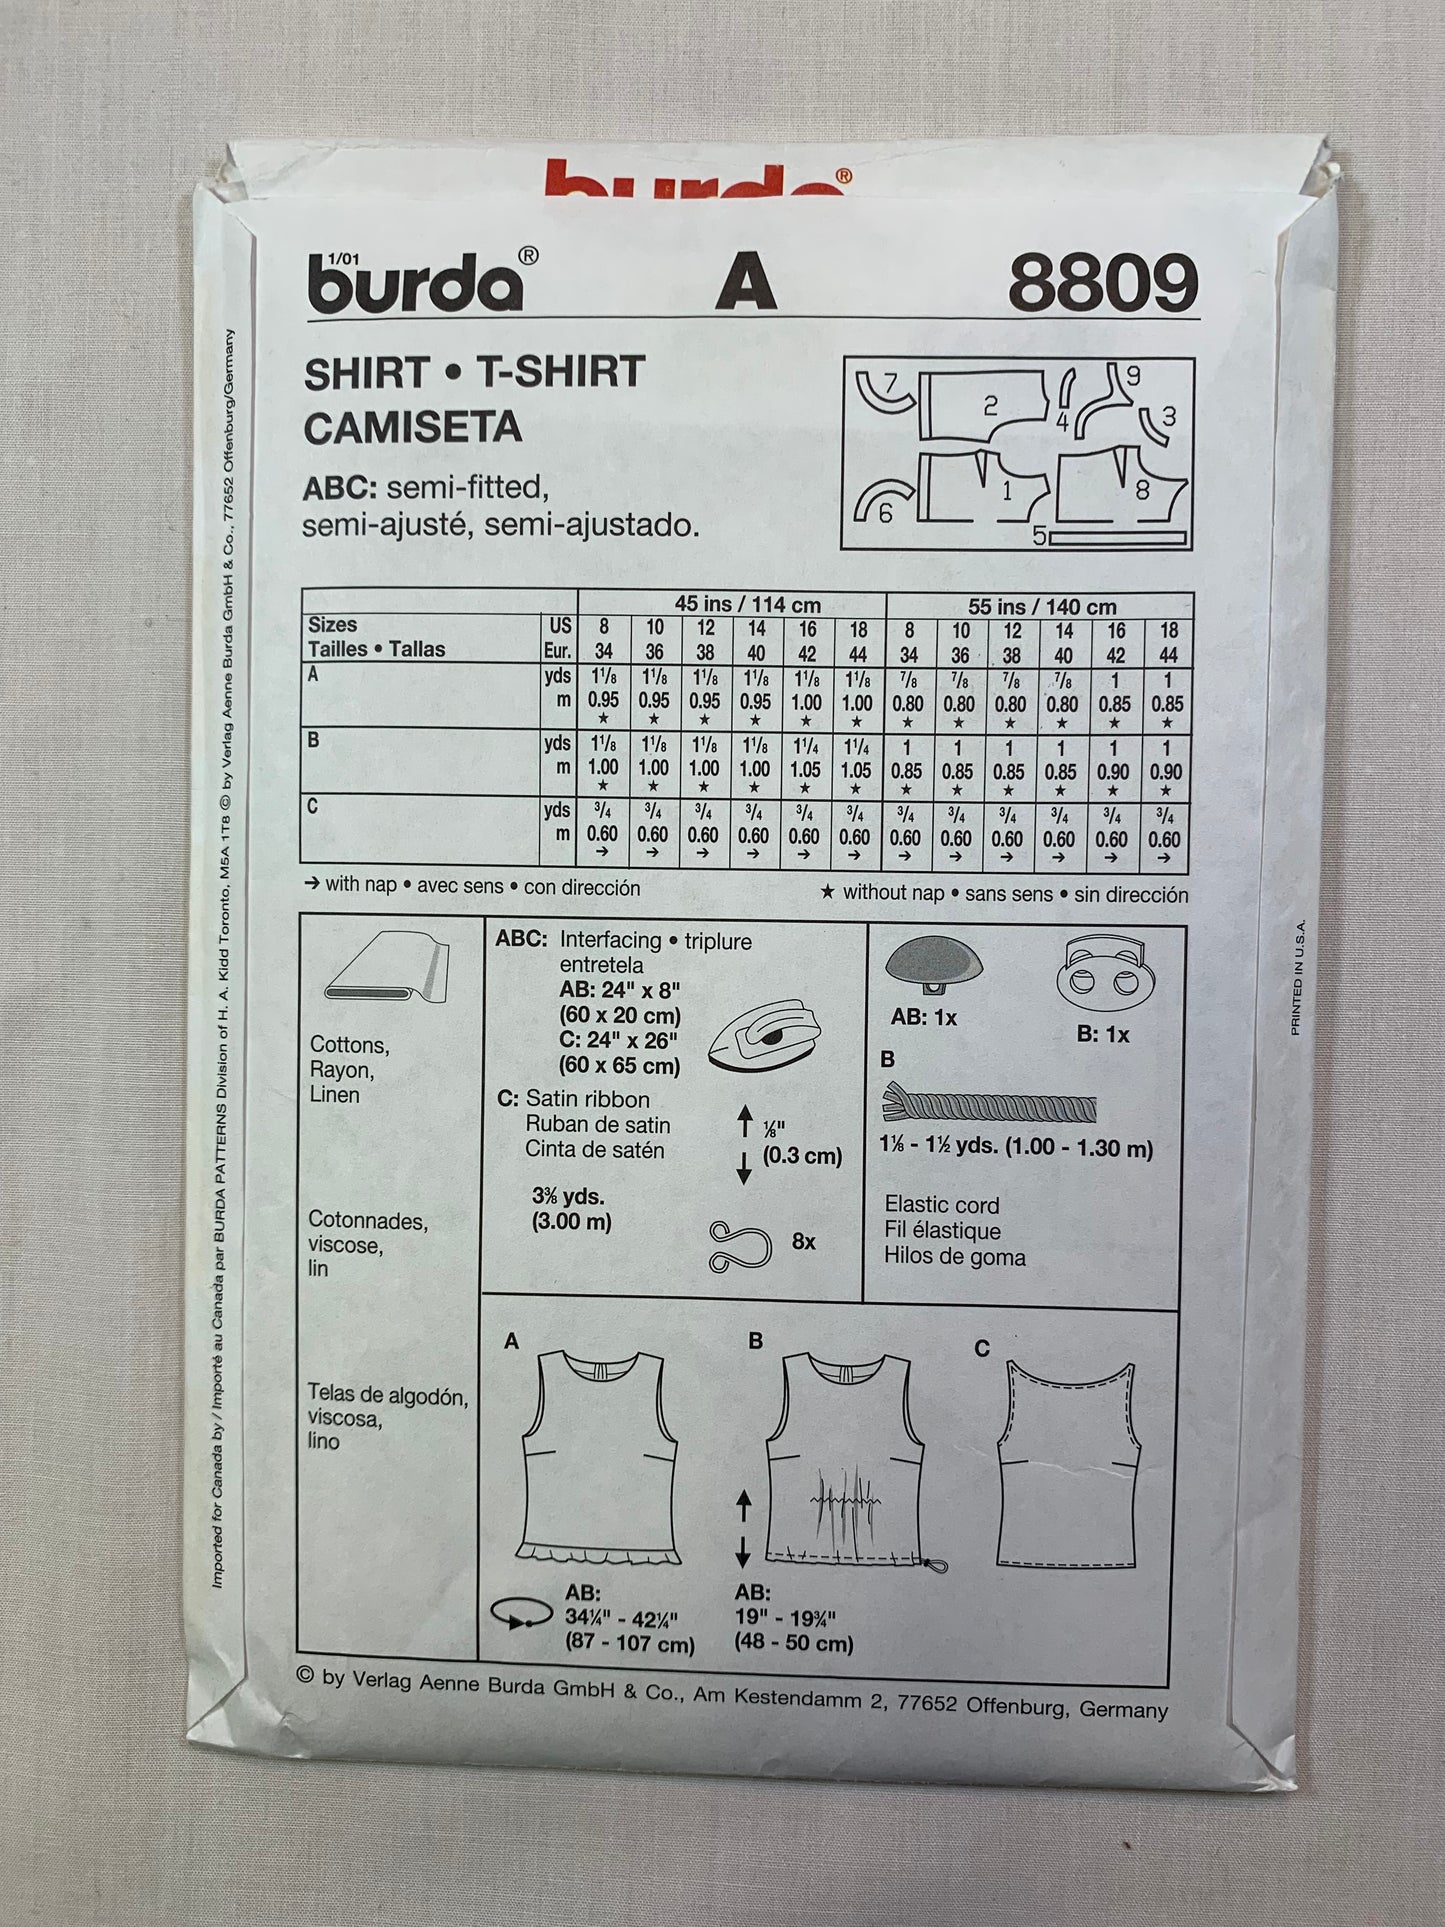 burda®
1/01
burda® A 8809
SHIRT • T-SHIRT
CAMISETA
ABC: semi-fitted,
semi-ajusté, semi-ajustado.
7 2 4 9 3
6 1 8
5
45 ins / 114 cm 55 ins / 140 cm
Sizes US 8 10 12 14 16 18 8 10 12 14 16 18
Tailles • Tallas Eur. 34 36 38 40 42 44 34 36 38 40 42 44
A yds 1⅛ 1⅛ 1⅛ 1⅛ 1⅛ 1⅛ ⅞ ⅞ ⅞ ⅞ 1 1
m 0.95 0.95 0.95 0.95 1.00 1.00 0.80 0.80 0.80 0.80 0.85 0.85
★ ★ ★ ★ ★ ★ ★ ★ ★ ★ ★ ★
B yds 1⅛ 1⅛ 1⅛ 1⅛ 1¼ 1¼ 1 1 1 1 1 1
m 1.00 1.00 1.00 1.00 1.05 1.05 0.85 0.85 0.85 0.85 0.90 0.90
★ ★ ★ ★ ★ ★ ★ ★ ★ ★ ★ ★
C yds ¾ ¾ ¾ ¾ ¾ ¾ ¾ ¾ ¾ ¾ ¾ ¾
m 0.60 0.60 0.60 0.60 0.60 0.60 0.60 0.60 0.60 0.60 0.60 0.60
→ → → → → → → → → → → →
→ with nap • avec sens • con dirección ★ without nap • sans sens • sin dirección
Cottons,
Rayon,
Linen
Cotonnades,
viscose,
lin
Telas de algodón,
viscosa,
lino
ABC: Interfacing • triplure
entretela
AB: 24" x 8"
(60 x 20 cm)
C: 24" x 26"
(60 x 65 cm)
C: Satin ribbon
Ruban de satin
Cinta de satén
⅛"
(0.3 cm)
3⅜ yds.
(3.00 m)
8x
AB: 1x
B: 1x
B
1⅛ - 1½ yds. (1.00 - 1.30 m)
Elastic cord
Fil élastique
Hilos de goma
A B C
AB:
34¼" - 42¼"
(87 - 107 cm)
AB:
19" - 19¾"
(48 - 50 cm)
© by Verlag Aenne Burda GmbH & Co., Am Kestendamm 2, 77652 Offenburg, Germany
Imported for Canada by / Importé au Canada par BURDA PATTERNS Division of H. A. Kidd Toronto, M5A 1T8 © by Verlag Aenne Burda GmbH & Co., 77652 Offenburg/Germany
PRINTED IN U.S.A.